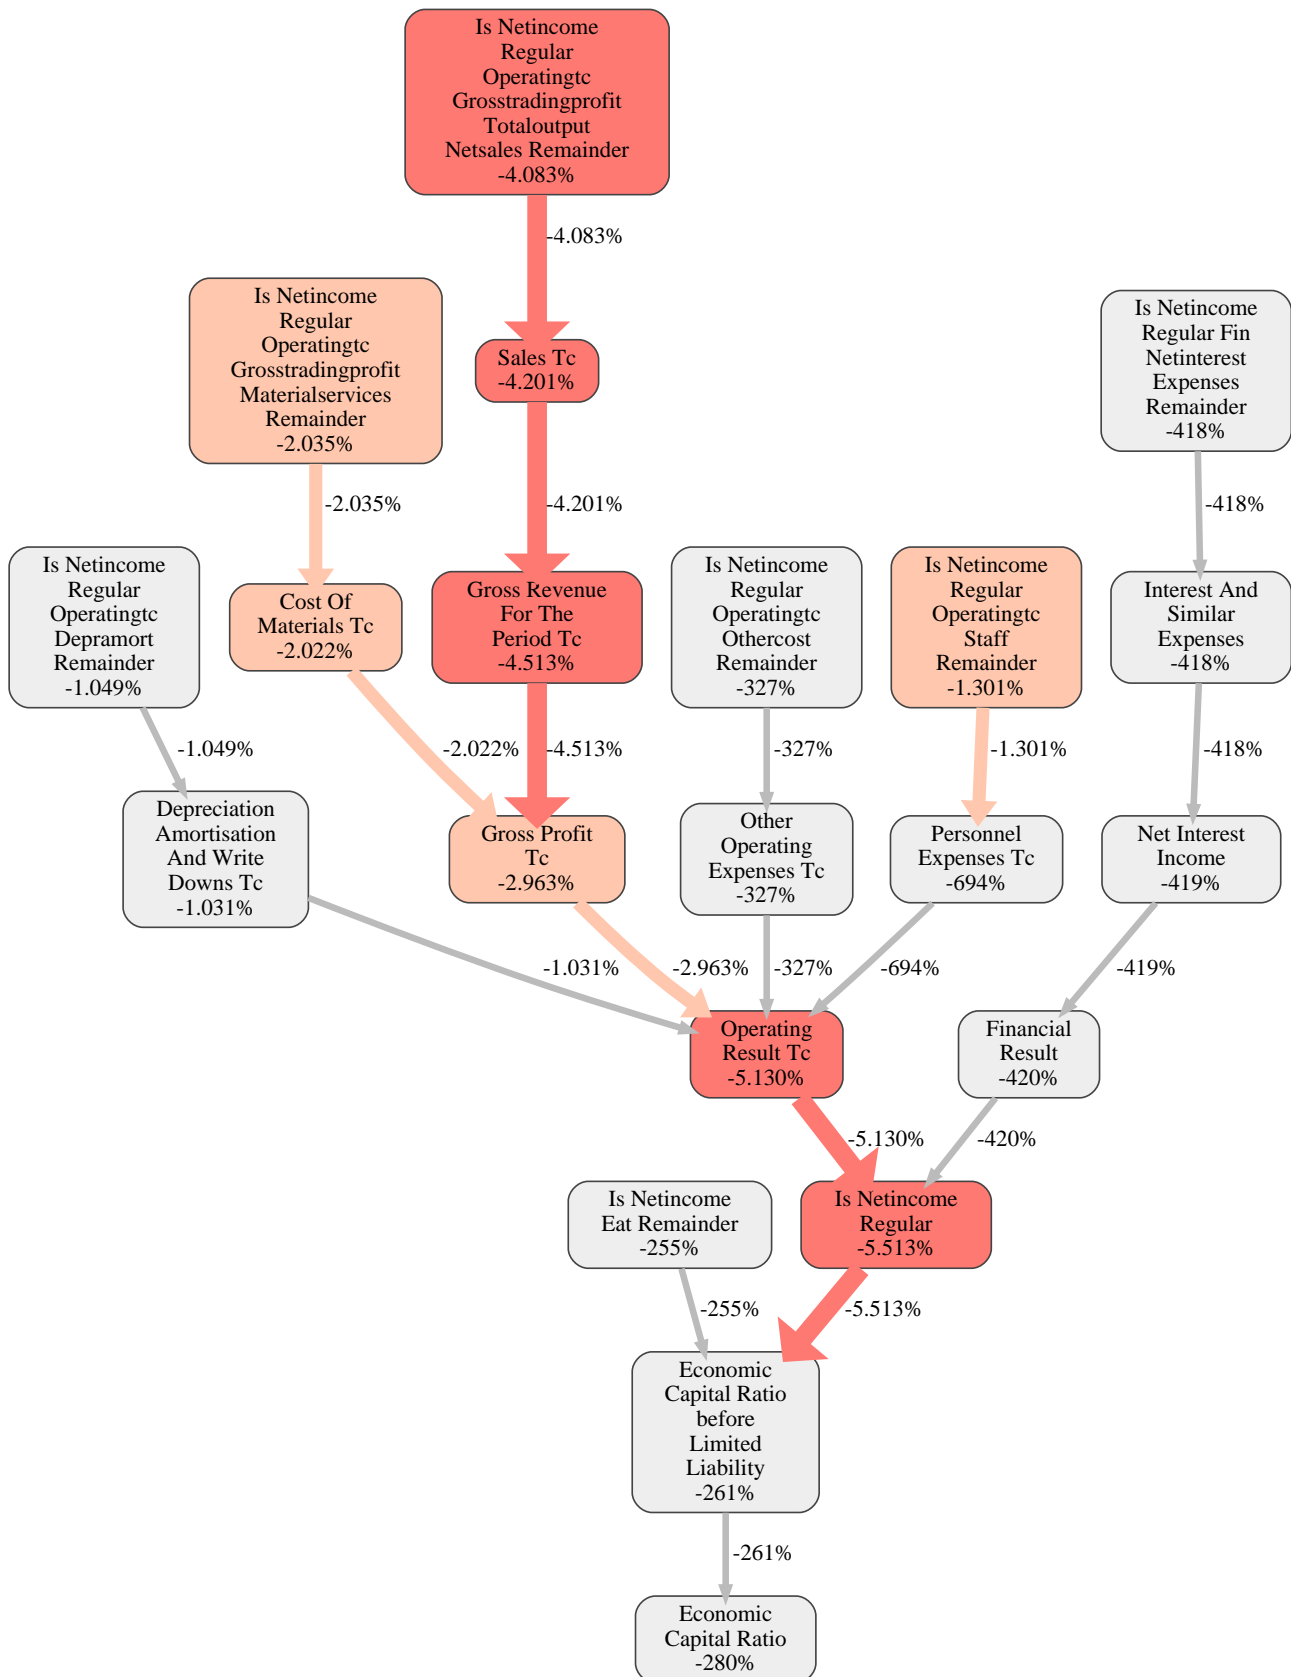 Is Netincome
Regular
Operatingtc
Grosstradingprofit
Totaloutput
Netsales Remainder
-4.083%
-4.083%
Is Netincome
Regular
Operatingtc
Grosstradingprofit
Materialservices
Remainder
-2.035%
Is Netincome
Regular Fin
Netinterest
Expenses
Remainder
-418%
Sales Tc
-4.201%
-2.035%
-4.201%
-418%
Is Netincome
Regular
Operatingtc
Depramort
Remainder
-1.049%
Cost Of
Materials Tc
-2.022%
Gross Revenue
For The
Period Tc
-4.513%
Is Netincome
Regular
Operatingtc
Othercost
Remainder
-327%
Is Netincome
Regular
Operatingtc
Staff
Remainder
-1.301%
Interest And
Similar
Expenses
-418%
-1.049%
-2.022%
-4.513%
-327%
-1.301%
-418%
Depreciation
Amortisation
And Write
Downs Tc
-1.031%
Gross Profit
Tc
-2.963%
Other
Operating
Expenses Tc
-327%
Personnel
Expenses Tc
-694%
Net Interest
Income
-419%
-1.031%
-2.963%
-327%
-694%
-419%
Operating
Result Tc
-5.130%
Financial
Result
-420%
-5.130%
-420%
Is Netincome
Eat Remainder
-255%
Is Netincome
Regular
-5.513%
-255%
-5.513%
Economic
Capital Ratio
before
Limited
Liability
-261%
-261%
Economic
Capital Ratio
-280%